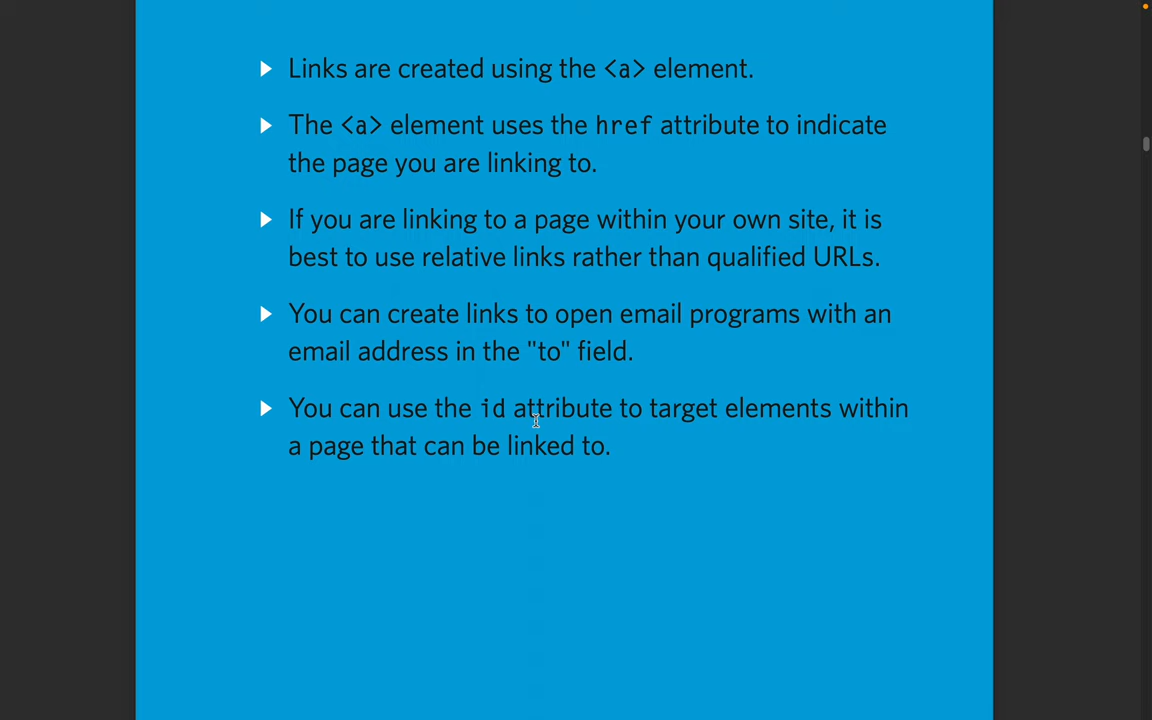 Links are created using the <a> element.
The <a> element uses the href attribute to indicate
the page you are linking to.
If you are linking to a page within your own site, it is
best to use relative links rather than qualified URLs.
You can create links to open email programs with an
email address in the "to" field.
You can use the id attribute to target elements within
a page that can be linked to.